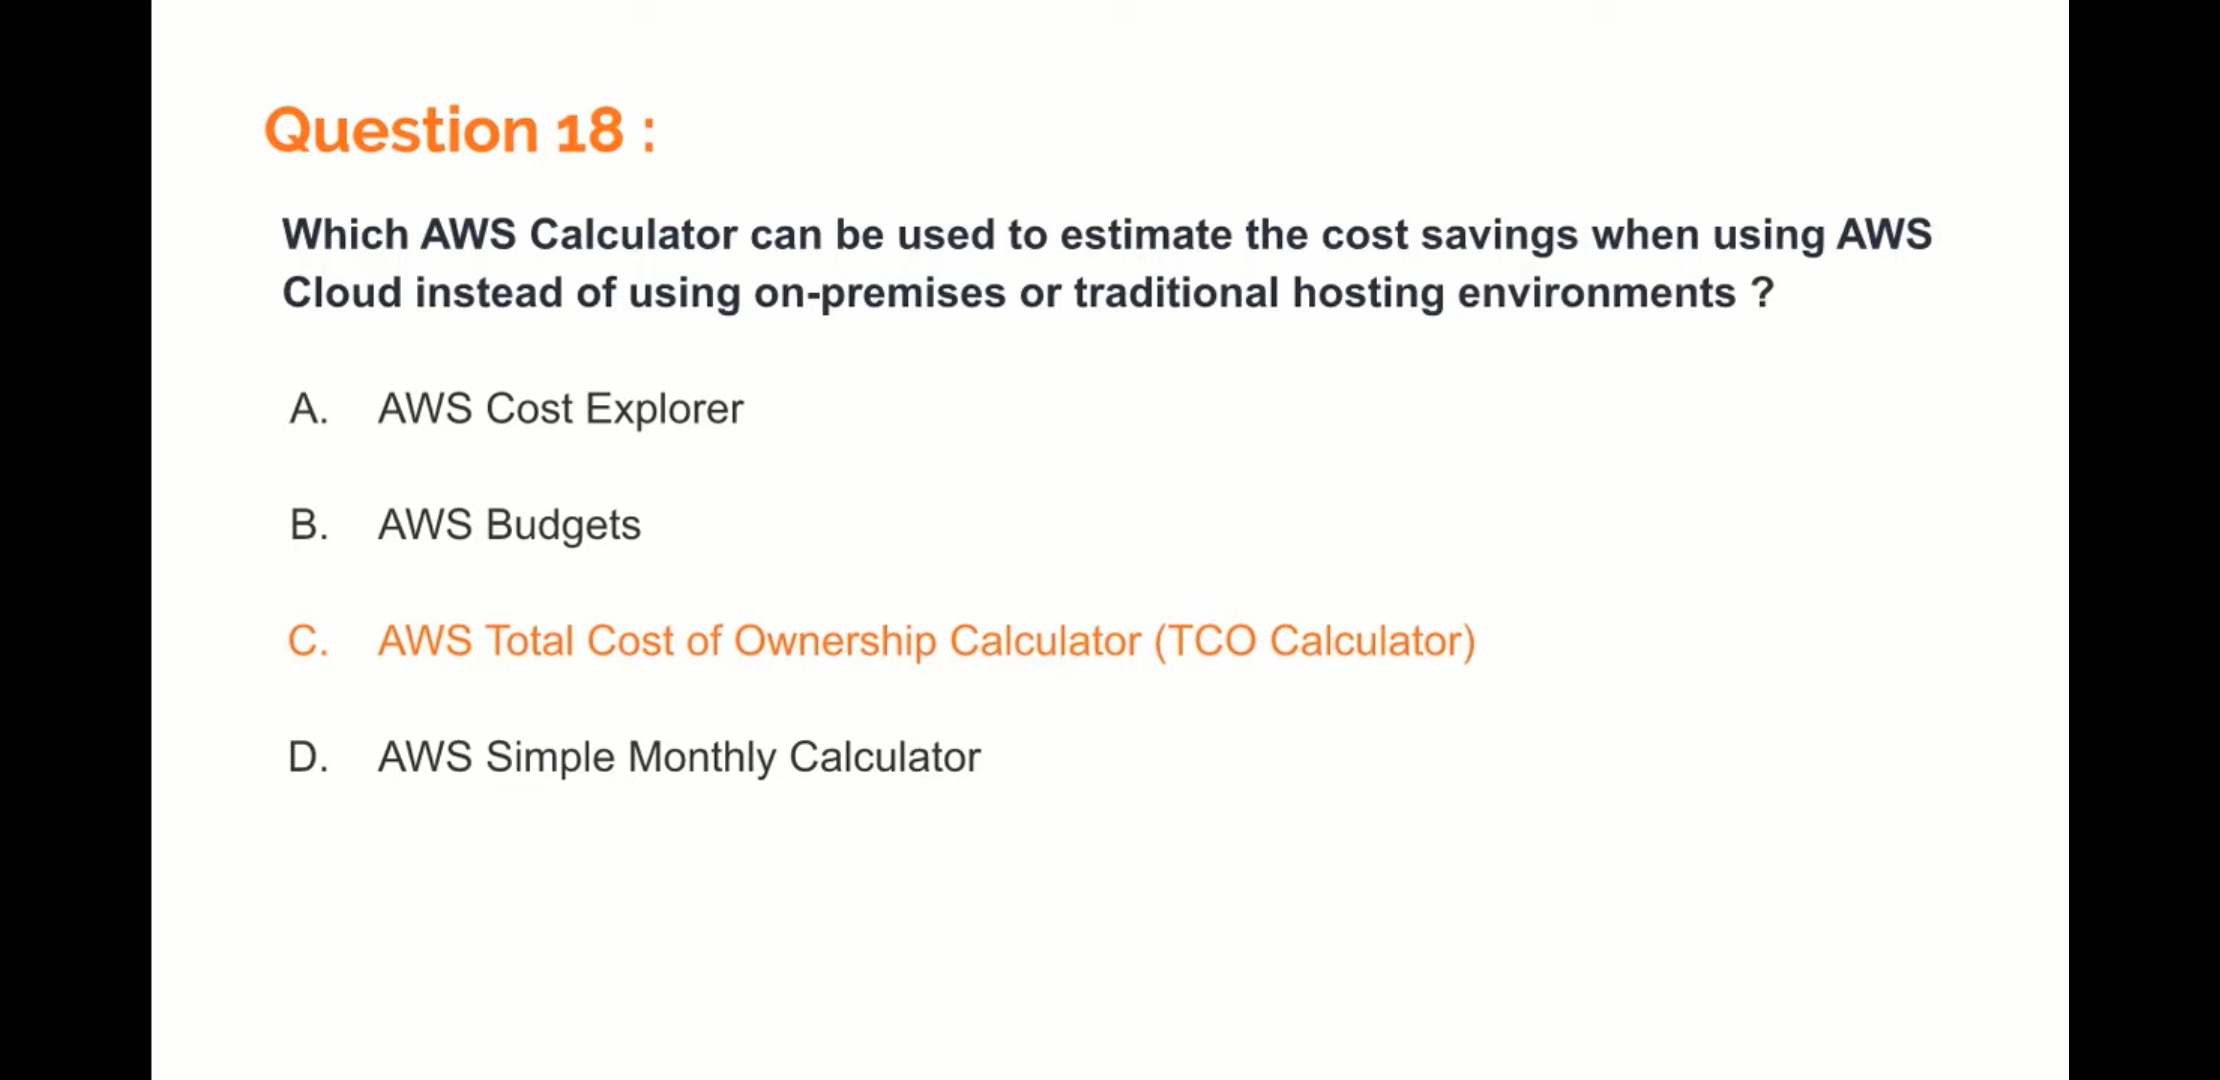 Question 18 :
Which AWS Calculator can be used to estimate the cost savings when using AWS
Cloud instead of using on-premises or traditional hosting environments ?
A. AWS Cost Explorer
B. AWS Budgets
C. AWS Total Cost of Ownership Calculator (TCO Calculator)
D. AWS Simple Monthly Calculator